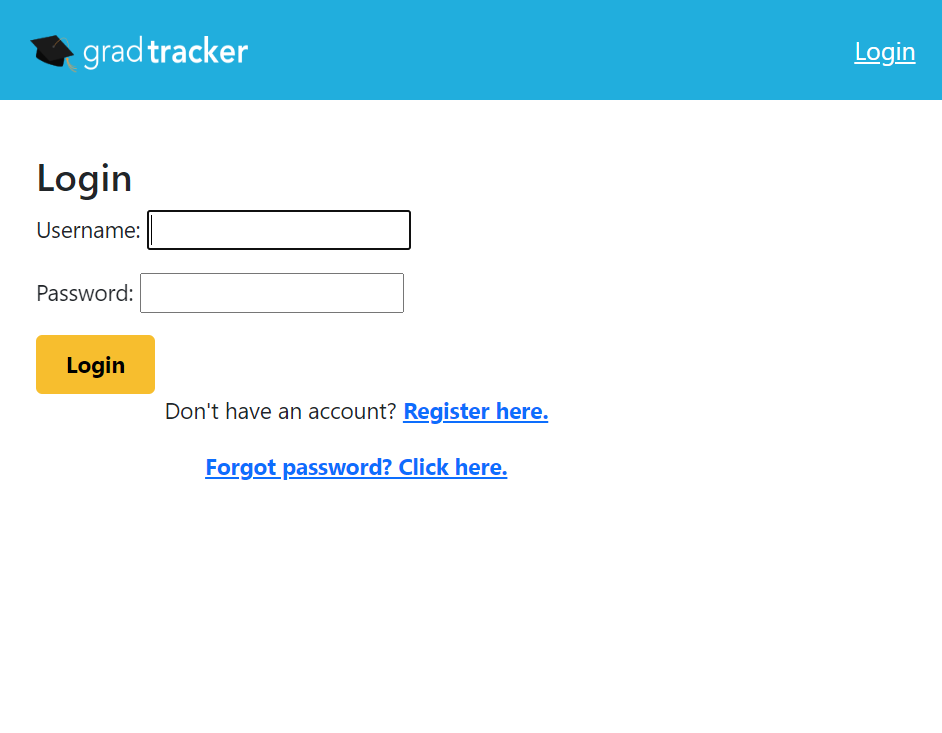 gradtracker
Login
Login
Username:
Password:
Login
Don't have an account? Register here.
Forgot password? Click here.